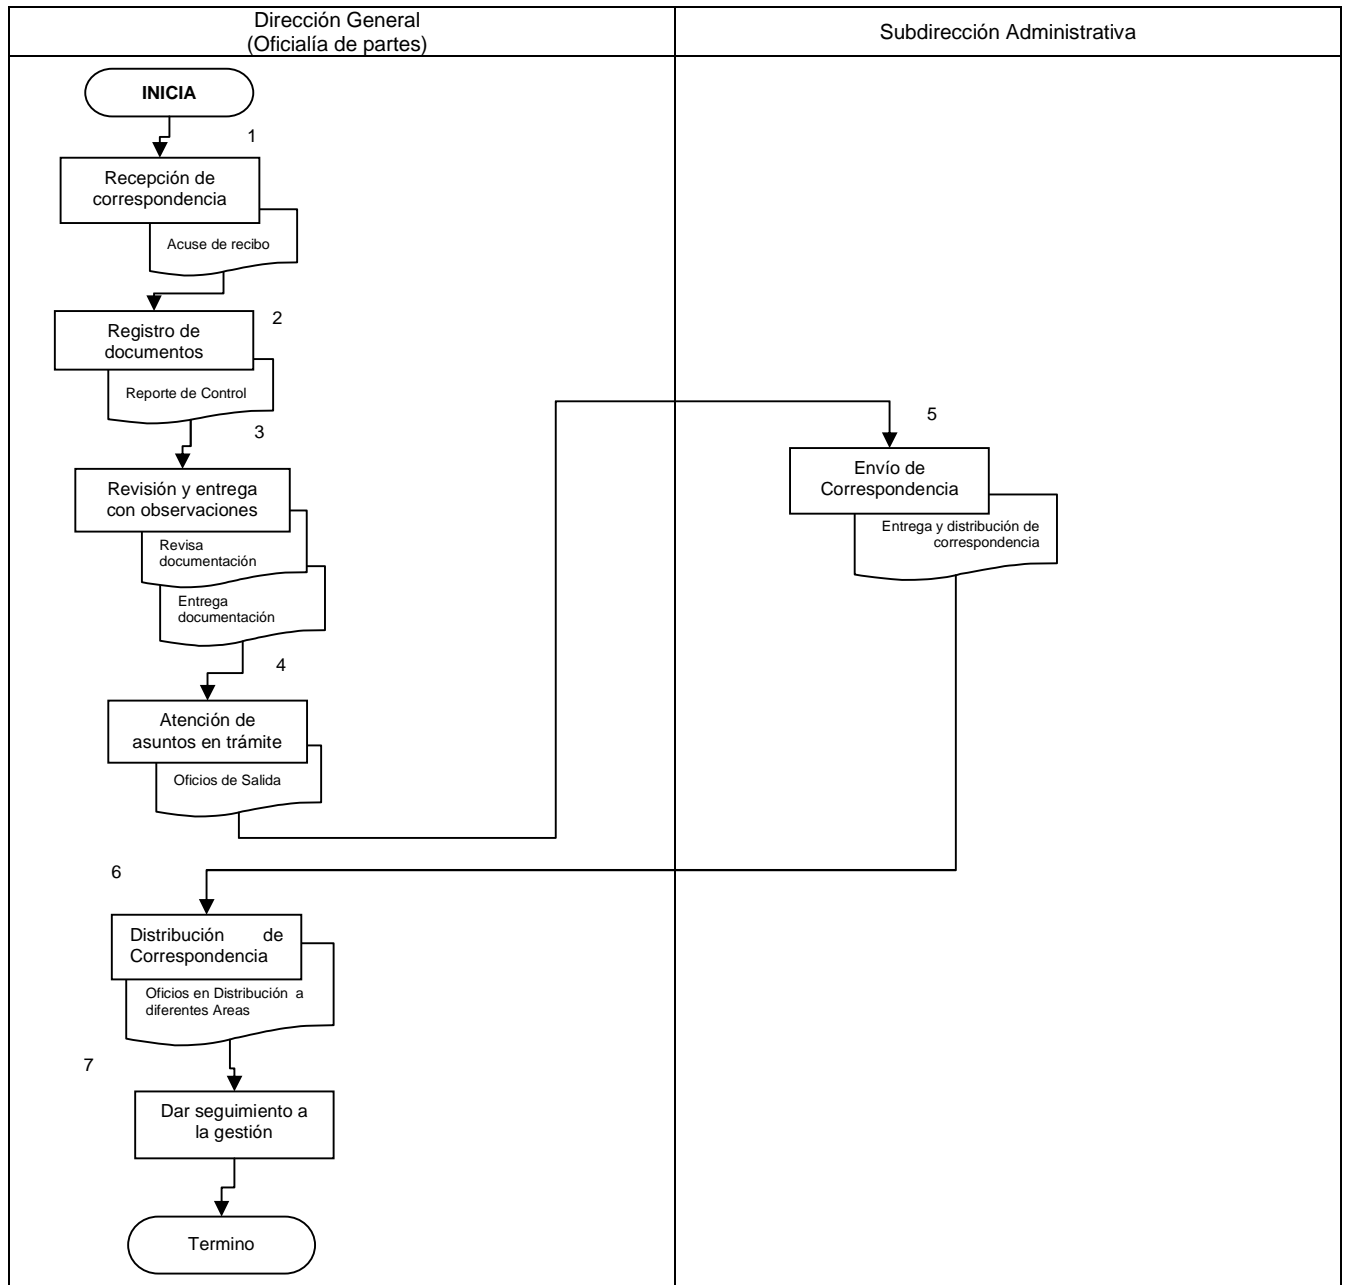 Dirección General
(Oficialía de partes)
Subdirección Administrativa
INICIA
1
Recepción de
correspondencia
Acuse de recibo
2
Registro de
documentos
Reporte de Control
3
Revisión y entrega
con observaciones
Revisa
documentación
Entrega
documentación
4
Atención de
asuntos en trámite
Oficios de Salida
5
Envío de
Correspondencia
Entrega y distribución de
correspondencia
6
Distribución de
Correspondencia
Oficios en Distribución a
diferentes Areas
7
Dar seguimiento a
la gestión
Termino